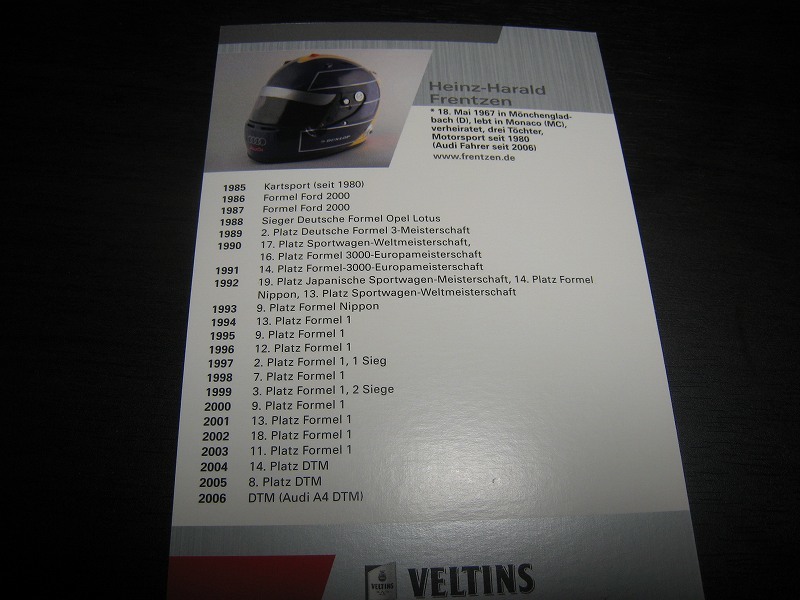 Heinz-Harald
Frentzen
* 18. Mai 1967 in Mönchenglad-
bach (D), lebt in Monaco (MC),
verheiratet, drei Töchter,
Motorsport seit 1980
(Audi Fahrer seit 2006)
www.frentzen.de
Audi
DUNLOP
1985 Kartsport (seit 1980)
1986 Formel Ford 2000
1987 Formel Ford 2000
1988 Sieger Deutsche Formel Opel Lotus
1989 2. Platz Deutsche Formel 3-Meisterschaft
1990 17. Platz Sportwagen-Weltmeisterschaft,
16. Platz Formel 3000-Europameisterschaft
1991 14. Platz Formel-3000-Europameisterschaft
1992 19. Platz Japanische Sportwagen-Meisterschaft, 14. Platz Formel
Nippon, 13. Platz Sportwagen-Weltmeisterschaft
1993 9. Platz Formel Nippon
1994 13. Platz Formel 1
1995 9. Platz Formel 1
1996 12. Platz Formel 1
1997 2. Platz Formel 1, 1 Sieg
1998 7. Platz Formel 1
1999 3. Platz Formel 1, 2 Siege
2000 9. Platz Formel 1
2001 13. Platz Formel 1
2002 18. Platz Formel 1
2003 11. Platz Formel 1
2004 14. Platz DTM
2005 8. Platz DTM
2006 DTM (Audi A4 DTM)
VELTINS
VELTINS